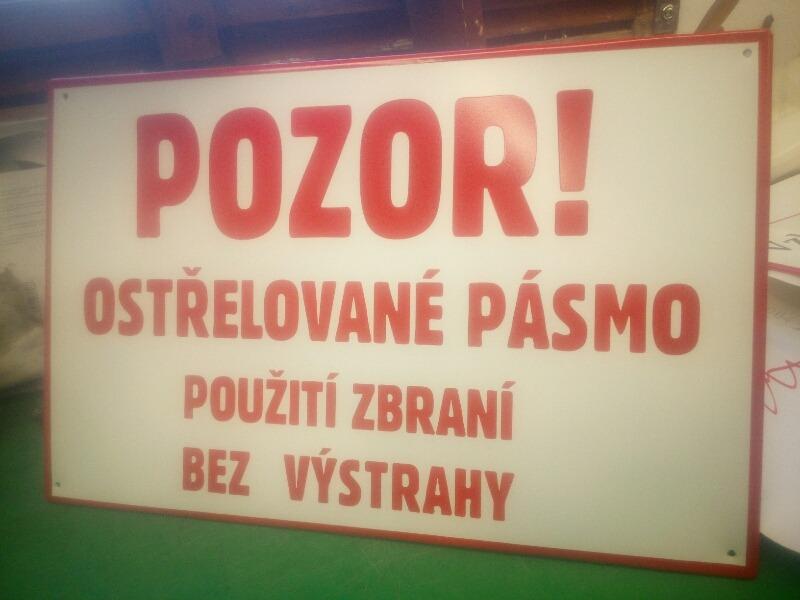 POZOR!
OSTŘELOVANÉ PÁSMO
POUŽITÍ ZBRANÍ
BEZ VÝSTRAHY